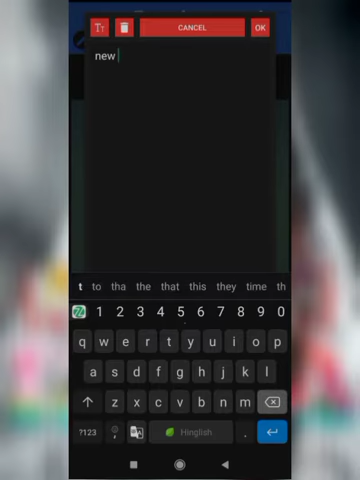 Tт CANCEL OK
new
t to tha the that this they time th
1 2 3 4 5 6 7 8 9 0
q w e r t y u i o p
a s d f g h j k l
z x c v b n m
?123 , Hinglish .